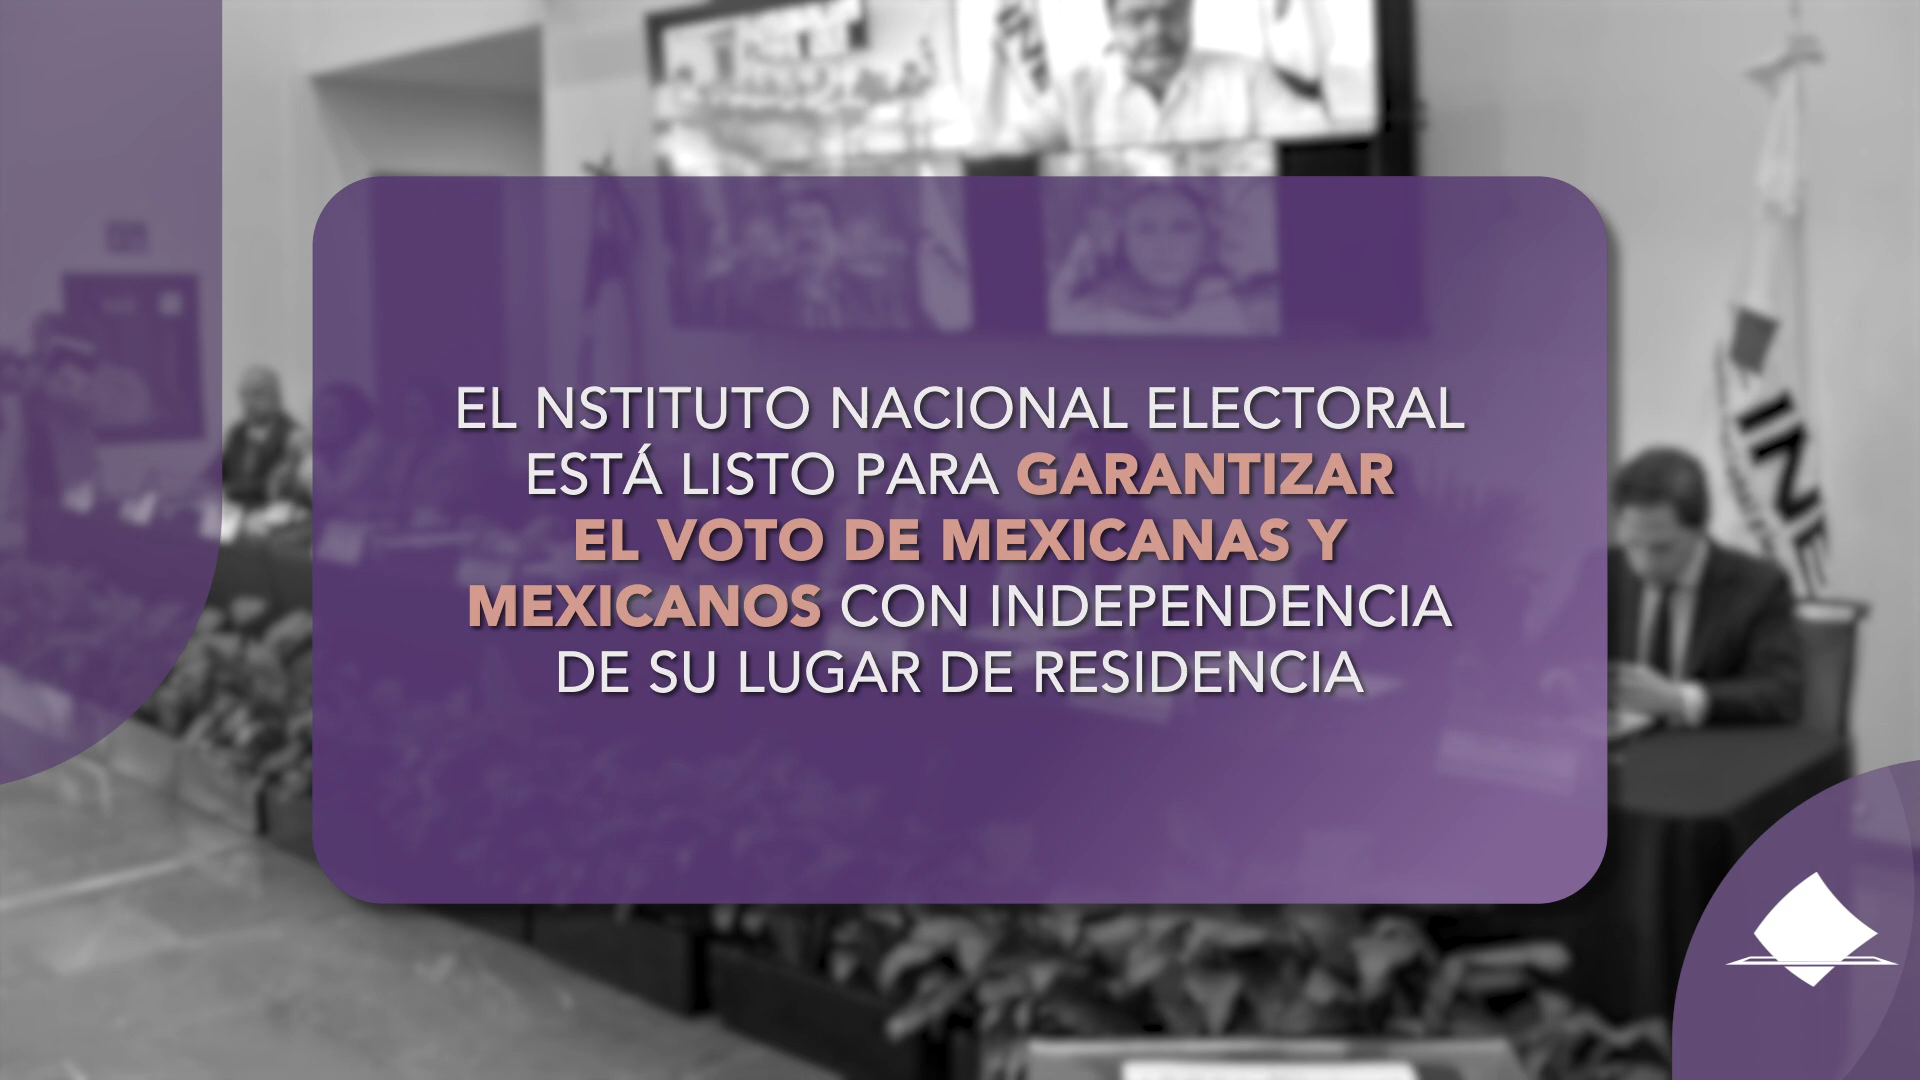 EL NSTITUTO NACIONAL ELECTORAL
ESTÁ LISTO PARA GARANTIZAR
EL VOTO DE MEXICANAS Y
MEXICANOS CON INDEPENDENCIA
DE SU LUGAR DE RESIDENCIA
INE